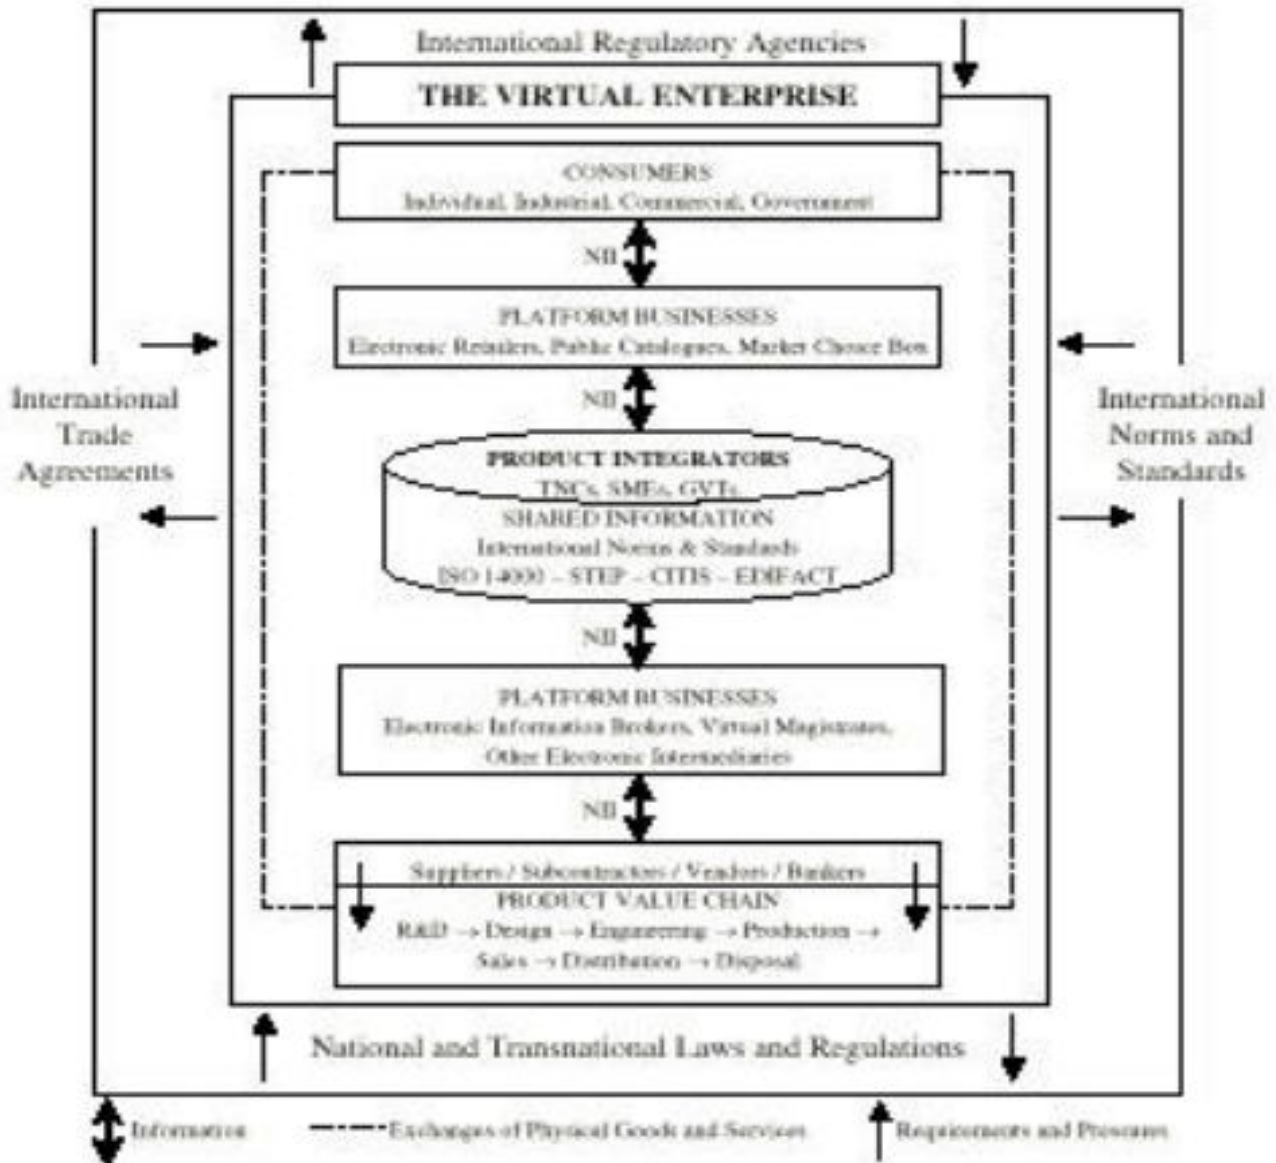 International Regulatory Agencies
THE VIRTUAL ENTERPRISE
CONSUMERS
Individual, Industrial, Commercial, Government
NII
PLATFORM BUSINESSES
Electronic Retailers, Public Catalogues, Market Choice Box
NII
International
Trade
Agreements
International
Norms and
Standards
PRODUCT INTEGRATORS
TNCs, SMEs, GVTs
SHARED INFORMATION
International Norms & Standards
ISO 14000 – STEP – CITIS – EDIFACT
NII
PLATFORM BUSINESSES
Electronic Information Brokers, Virtual Magistrates,
Other Electronic Intermediaries
NII
Suppliers / Subcontractors / Vendors / Bankers
PRODUCT VALUE CHAIN
R&D → Design → Engineering → Production →
Sales → Distribution → Disposal
National and Transnational Laws and Regulations
Information
Exchanges of Physical Goods and Services
Requirements and Pressures